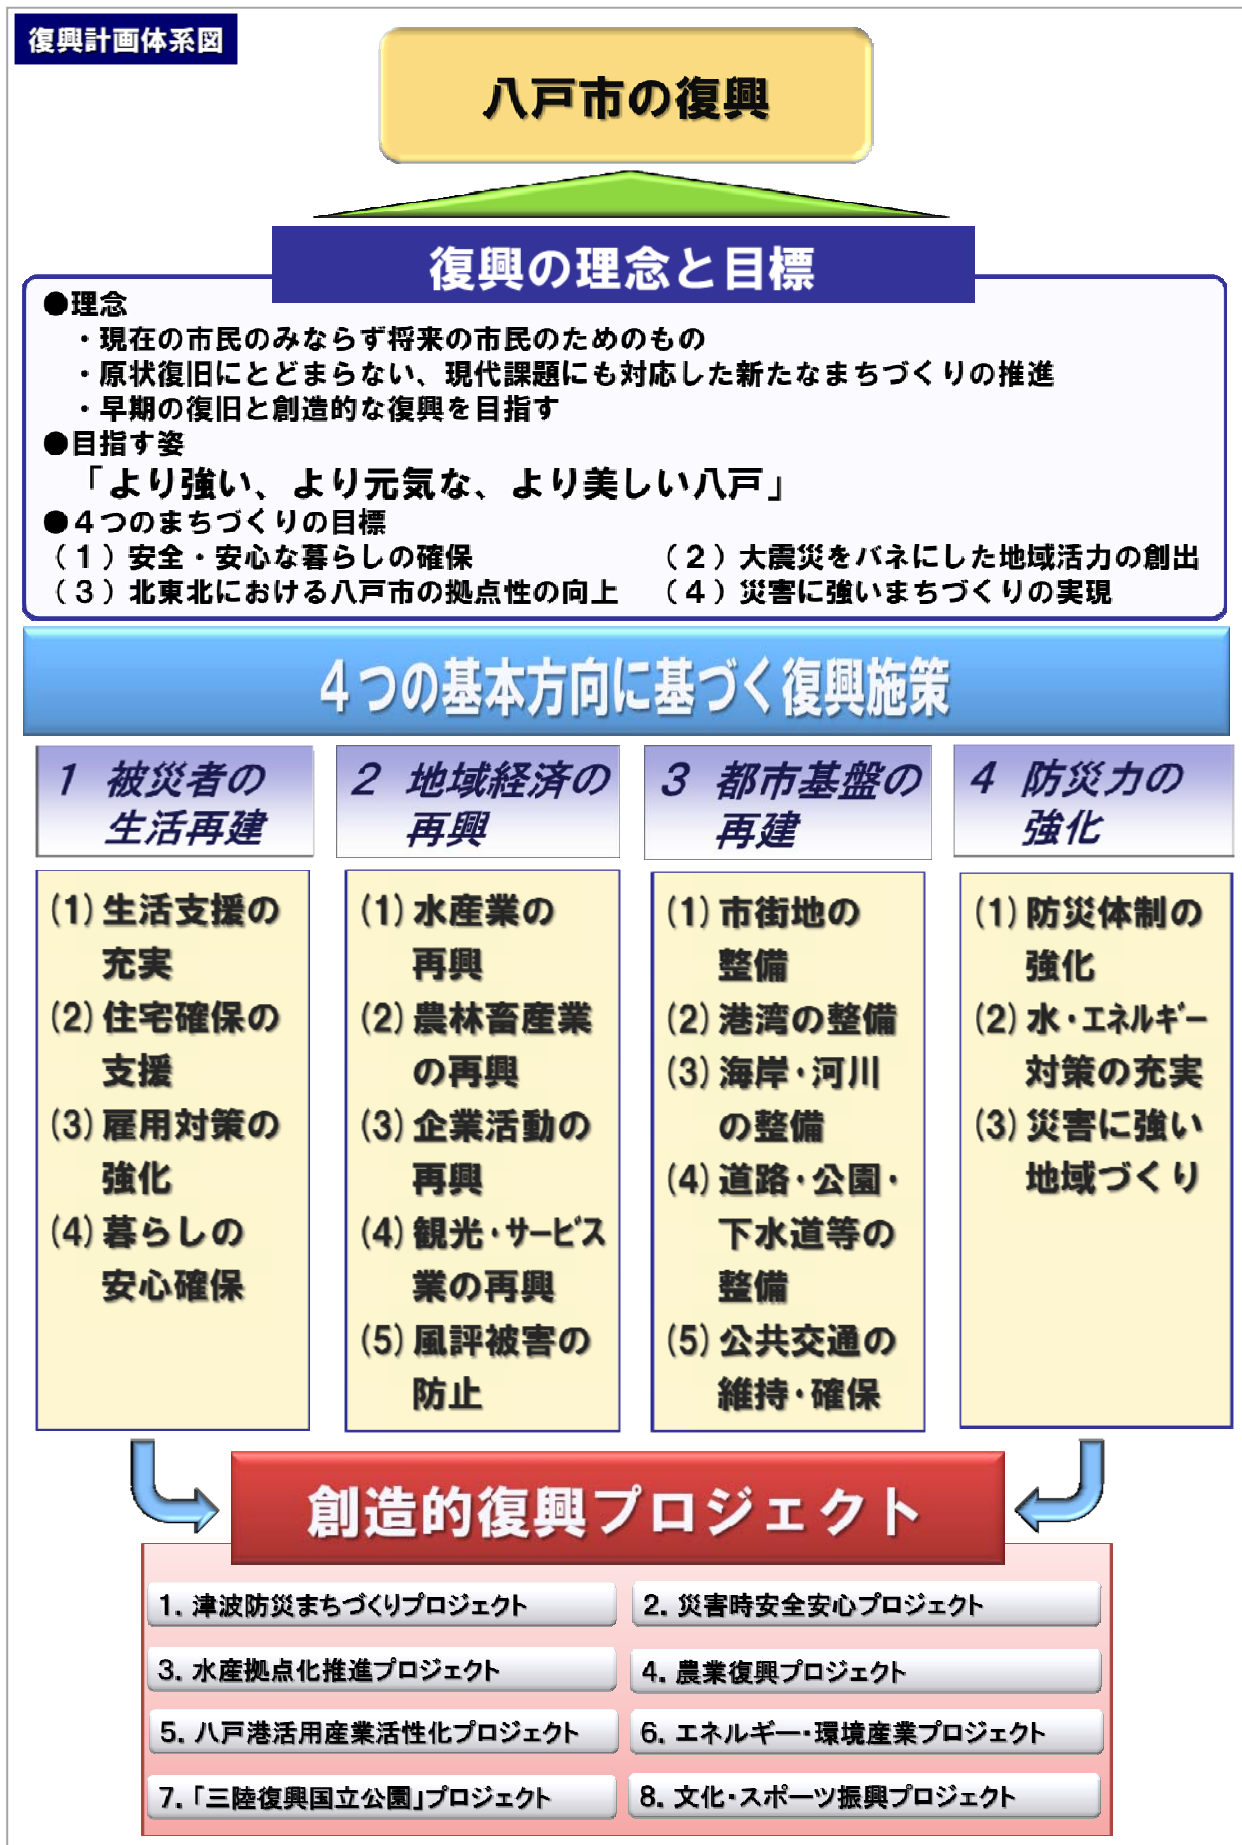 復興計画体系図
八戸市の復興
復興の理念と目標
●理念
・現在の市民のみならず将来の市民のためのもの
・原状復旧にとどまらない、現代課題にも対応した新たなまちづくりの推進
・早期の復旧と創造的な復興を目指す
●目指す姿
「より強い、より元気な、より美しい八戸」
●４つのまちづくりの目標
（１）安全・安心な暮らしの確保
（２）大震災をバネにした地域活力の創出
（３）北東北における八戸市の拠点性の向上
（４）災害に強いまちづくりの実現
４つの基本方向に基づく復興施策
1 被災者の
生活再建
(1)生活支援の
充実
(2)住宅確保の
支援
(3)雇用対策の
強化
(4)暮らしの
安心確保
2 地域経済の
再興
(1)水産業の
再興
(2)農林畜産業
の再興
(3)企業活動の
再興
(4)観光・サービス
業の再興
(5)風評被害の
防止
3 都市基盤の
再建
(1)市街地の
整備
(2)港湾の整備
(3)海岸・河川
の整備
(4)道路・公園・
下水道等の
整備
(5)公共交通の
維持・確保
4 防災力の
強化
(1)防災体制の
強化
(2)水・エネルギー
対策の充実
(3)災害に強い
地域づくり
創造的復興プロジェクト
1. 津波防災まちづくりプロジェクト
2. 災害時安全安心プロジェクト
3. 水産拠点化推進プロジェクト
4. 農業復興プロジェクト
5. 八戸港活用産業活性化プロジェクト
6. エネルギー・環境産業プロジェクト
7. 「三陸復興国立公園」プロジェクト
8. 文化・スポーツ振興プロジェクト